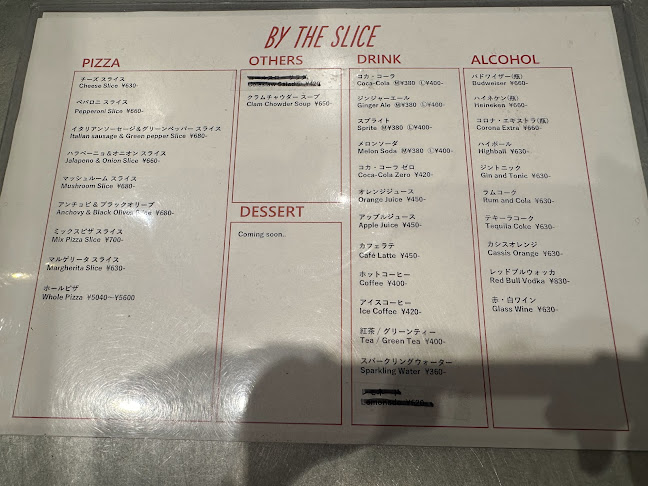 BY THE SLICE
PIZZA
チーズ スライス
Cheese Slice ¥630-
ペパロニ スライス
Pepperoni Slice ¥660-
イタリアンソーセージ＆グリーンペッパー スライス
Italian sausage & Green pepper Slice ¥680-
ハラペーニョ＆オニオン スライス
Jalapeno & Onion Slice ¥660-
マッシュルーム スライス
Mushroom Slice ¥680-
アンチョビ＆ブラックオリーブ
Anchovy & Black Olives Slice ¥680-
ミックスピザ スライス
Mix Pizza Slice ¥700-
マルゲリータ スライス
Margherita Slice ¥630-
ホールピザ
Whole Pizza ¥5040～¥5600
OTHERS
クラムチャウダー スープ
Clam Chowder Soup ¥650-
DESSERT
Coming soon..
DRINK
コカ・コーラ
Coca-Cola Ⓜ¥380 Ⓛ¥400-
ジンジャーエール
Ginger Ale Ⓜ¥380 Ⓛ¥400-
スプライト
Sprite Ⓜ¥380 Ⓛ¥400-
メロンソーダ
Melon Soda Ⓜ¥380 Ⓛ¥400-
コカ・コーラ ゼロ
Coca-Cola Zero ¥420-
オレンジジュース
Orange Juice ¥450-
アップルジュース
Apple Juice ¥450-
カフェラテ
Café Latte ¥450-
ホットコーヒー
Coffee ¥400-
アイスコーヒー
Ice Coffee ¥420-
紅茶 / グリーンティー
Tea / Green Tea ¥400-
スパークリングウォーター
Sparkling Water ¥360-
ALCOHOL
バドワイザー(瓶)
Budweiser ¥660-
ハイネケン(瓶)
Heineken ¥660-
コロナ・エキストラ(瓶)
Corona Extra ¥660-
ハイボール
Highball ¥630-
ジントニック
Gin and Tonic ¥630-
ラムコーク
Rum and Cola ¥630-
テキーラコーク
Tequila Coke ¥630-
カシスオレンジ
Cassis Orange ¥630-
レッドブルウォッカ
Red Bull Vodka ¥830-
赤・白ワイン
Glass Wine ¥630-